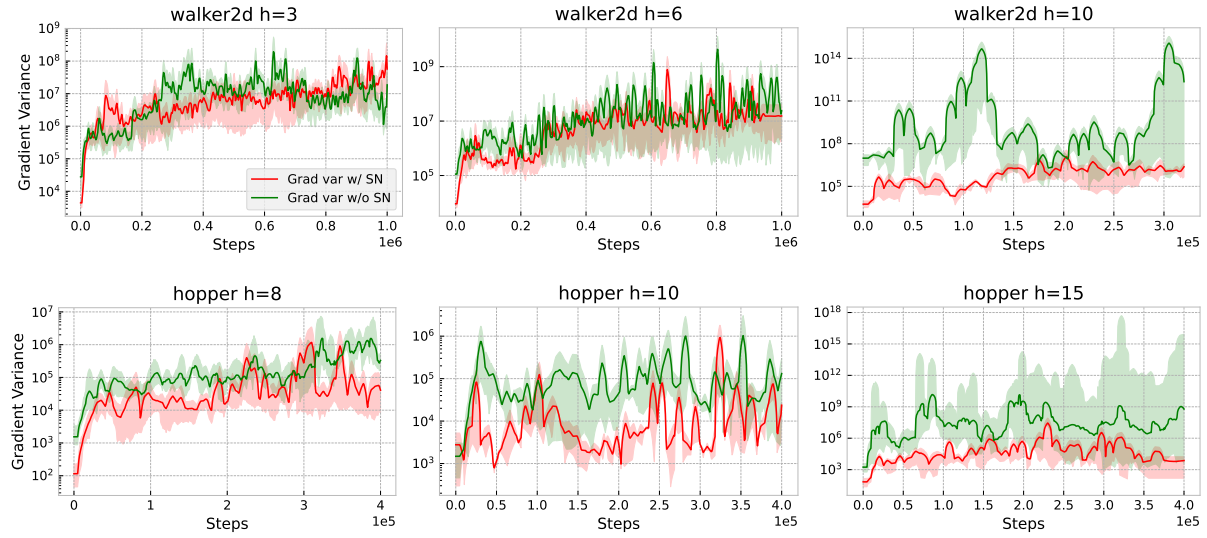 walker2d h=3
walker2d h=6
walker2d h=10
Gradient Variance
10^9
10^8
10^7
10^6
10^5
10^4
Grad var w/ SN
Grad var w/o SN
0.0 0.2 0.4 0.6 0.8 1.0
1e6
Steps
10^9
10^7
10^5
0.0 0.2 0.4 0.6 0.8 1.0
1e6
Steps
10^14
10^11
10^8
10^5
0.0 0.5 1.0 1.5 2.0 2.5 3.0
1e5
Steps
hopper h=8
hopper h=10
hopper h=15
Gradient Variance
10^7
10^6
10^5
10^4
10^3
10^2
0 1 2 3 4
1e5
Steps
10^6
10^5
10^4
10^3
0.0 0.5 1.0 1.5 2.0 2.5 3.0 3.5 4.0
1e5
Steps
10^18
10^15
10^12
10^9
10^6
10^3
0.0 0.5 1.0 1.5 2.0 2.5 3.0 3.5 4.0
1e5
Steps